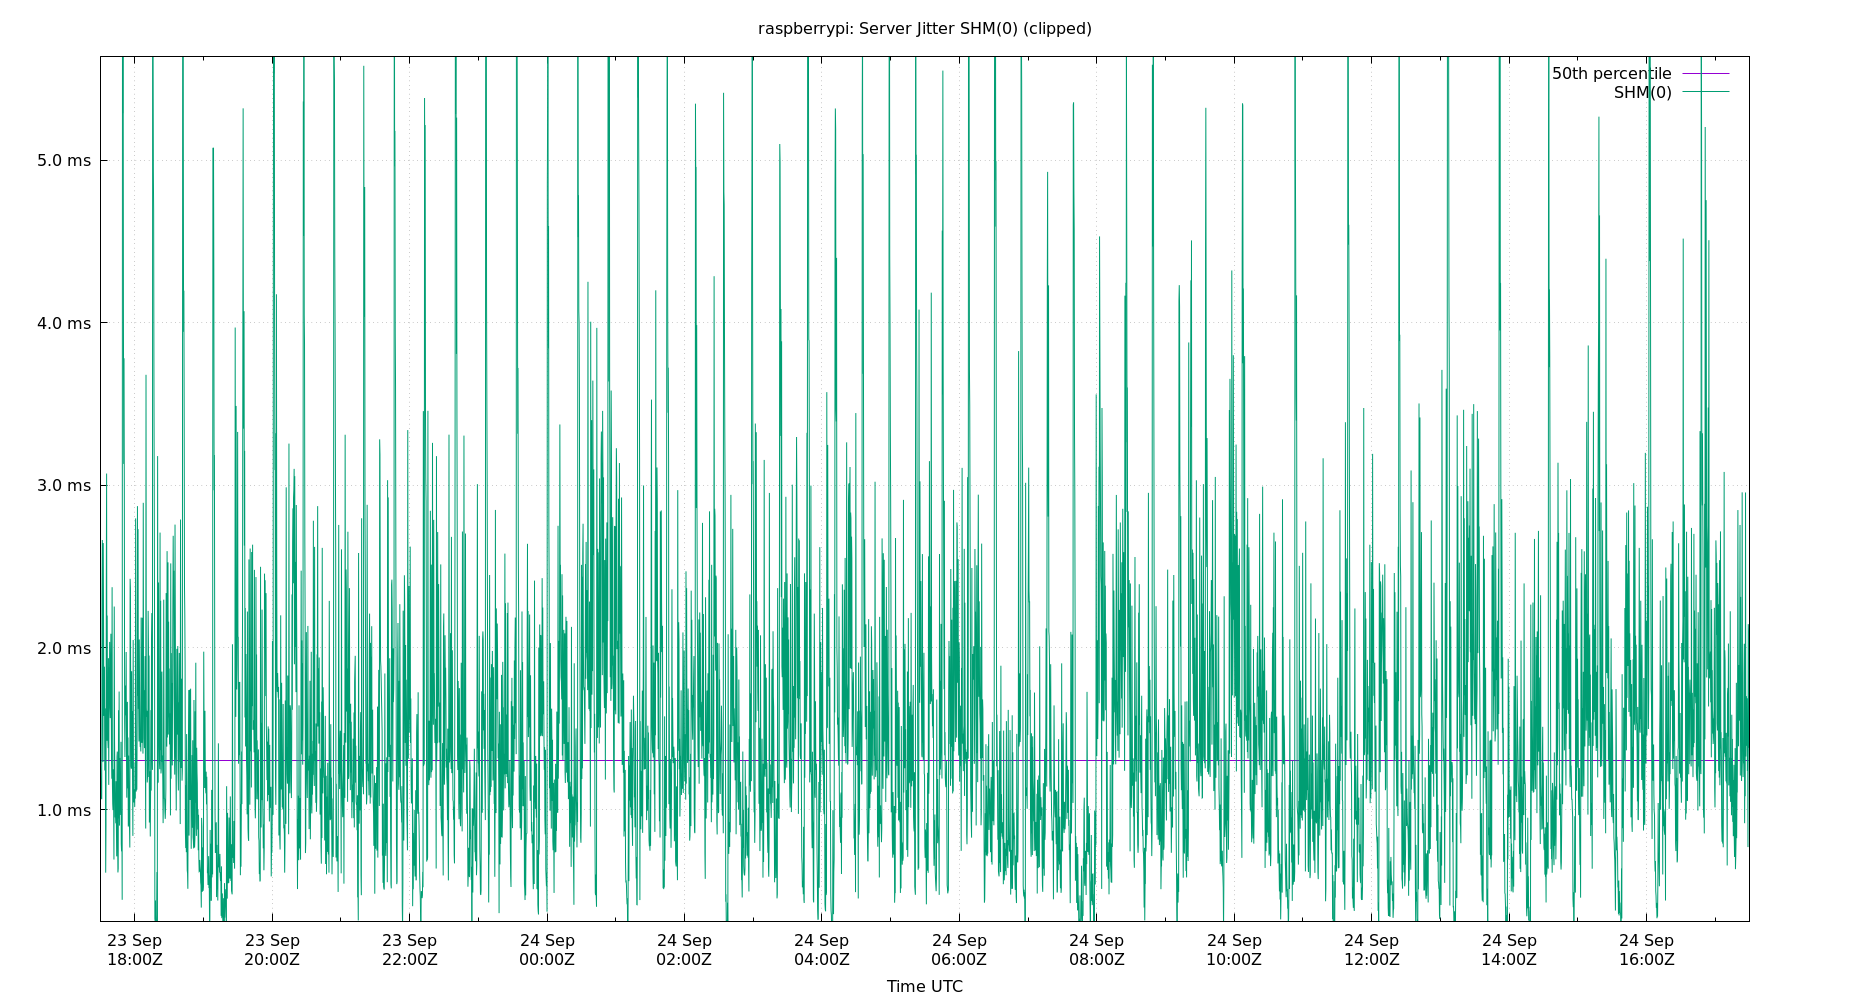 raspberrypi: Server Jitter SHM(0) (clipped)
50th percentile
SHM(0)
5.0 ms
4.0 ms
3.0 ms
2.0 ms
1.0 ms
23 Sep 23 Sep 23 Sep 24 Sep 24 Sep 24 Sep 24 Sep 24 Sep 24 Sep 24 Sep 24 Sep 24 Sep
18:00Z 20:00Z 22:00Z 00:00Z 02:00Z 04:00Z 06:00Z 08:00Z 10:00Z 12:00Z 14:00Z 16:00Z
Time UTC